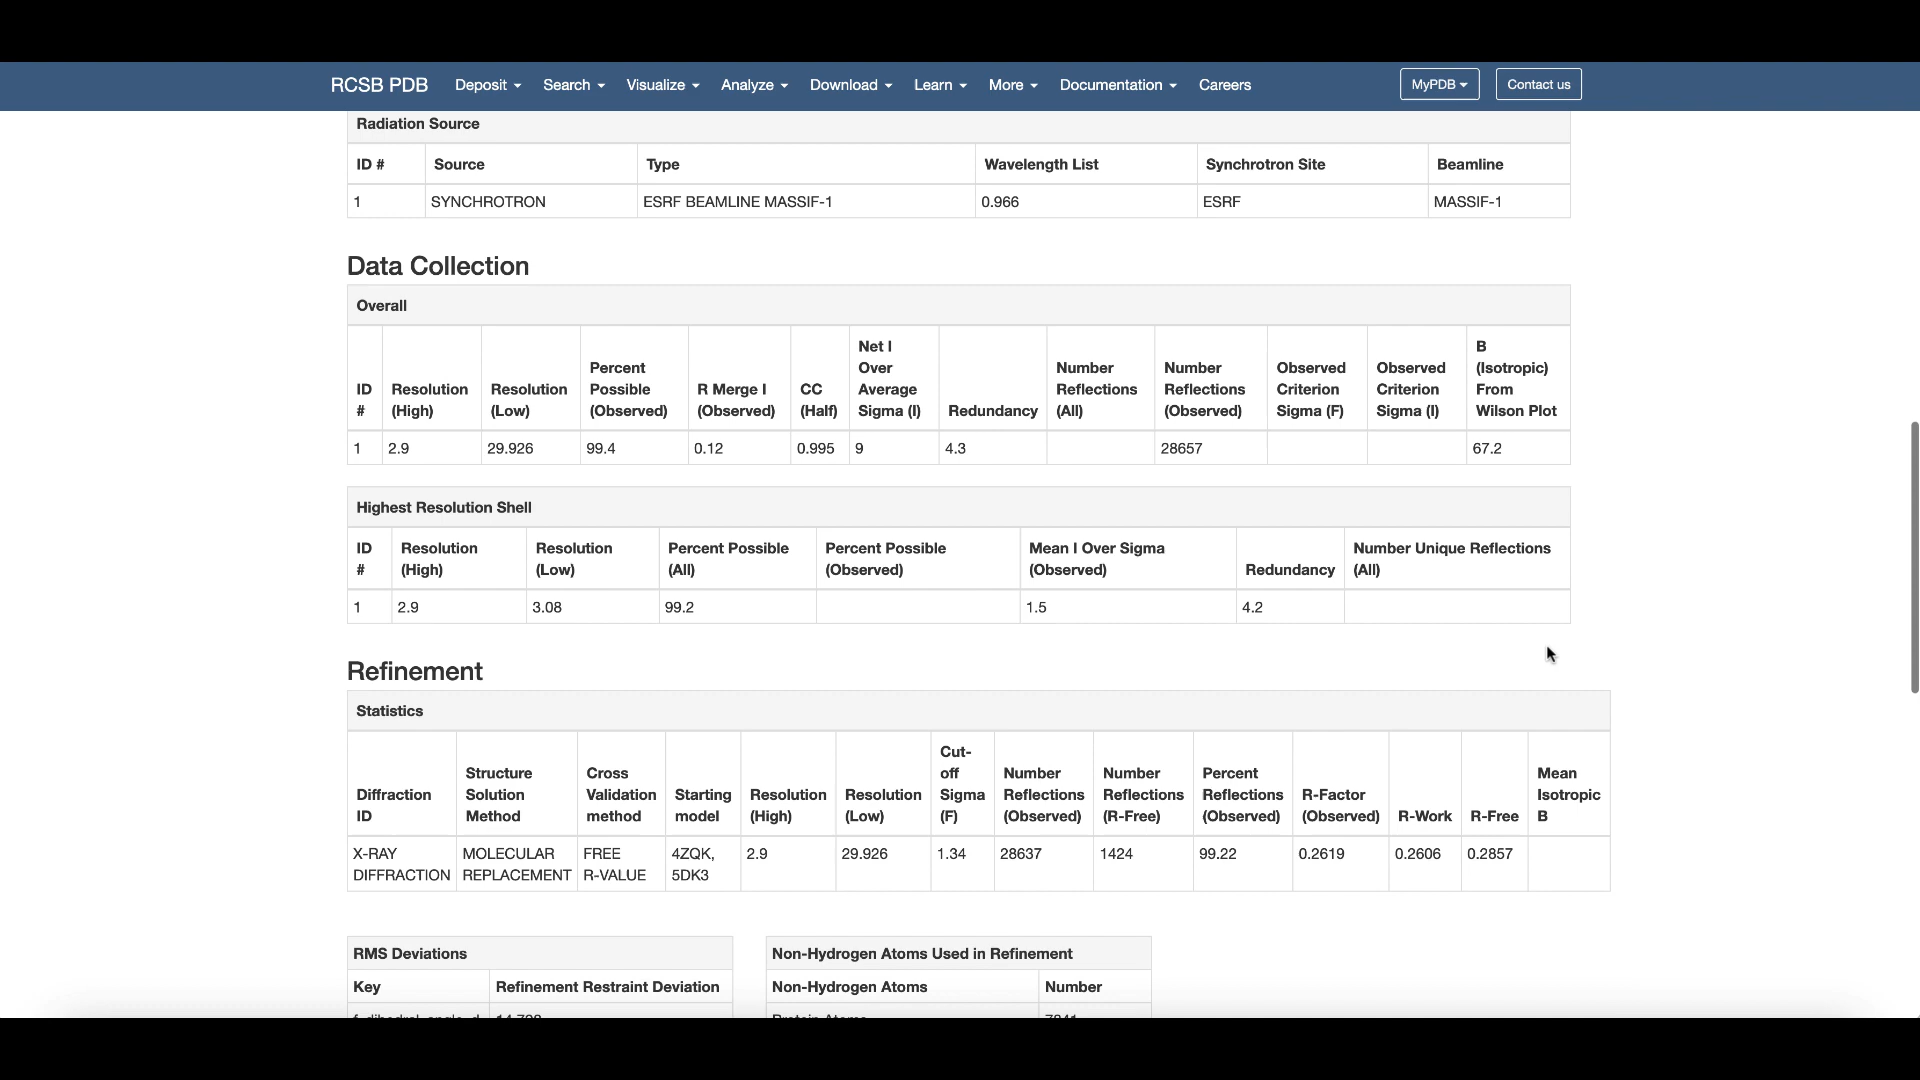 RCSB PDB Deposit Search Visualize Analyze Download Learn More Documentation Careers MyPDB Contact us
Radiation Source
ID # Source Type Wavelength List Synchrotron Site Beamline
1 SYNCHROTRON ESRF BEAMLINE MASSIF-1 0.966 ESRF MASSIF-1
Data Collection
Overall
ID # Resolution (High) Resolution (Low) Percent Possible (Observed) R Merge I (Observed) CC (Half) Net I Over Average Sigma (I) Redundancy Number Reflections (All) Number Reflections (Observed) Observed Criterion Sigma (F) Observed Criterion Sigma (I) B (Isotropic) From Wilson Plot
1 2.9 29.926 99.4 0.12 0.995 9 4.3 28657 67.2
Highest Resolution Shell
ID # Resolution (High) Resolution (Low) Percent Possible (All) Percent Possible (Observed) Mean I Over Sigma (Observed) Redundancy Number Unique Reflections (All)
1 2.9 3.08 99.2 1.5 4.2
Refinement
Statistics
Diffraction ID Structure Solution Method Cross Validation method Starting model Resolution (High) Resolution (Low) Cut-off Sigma (F) Number Reflections (Observed) Number Reflections (R-Free) Percent Reflections (Observed) R-Factor (Observed) R-Work R-Free Mean Isotropic B
X-RAY DIFFRACTION MOLECULAR REPLACEMENT FREE R-VALUE 4ZQK, 5DK3 2.9 29.926 1.34 28637 1424 99.22 0.2619 0.2606 0.2857
RMS Deviations Non-Hydrogen Atoms Used in Refinement
Key Refinement Restraint Deviation Non-Hydrogen Atoms Number